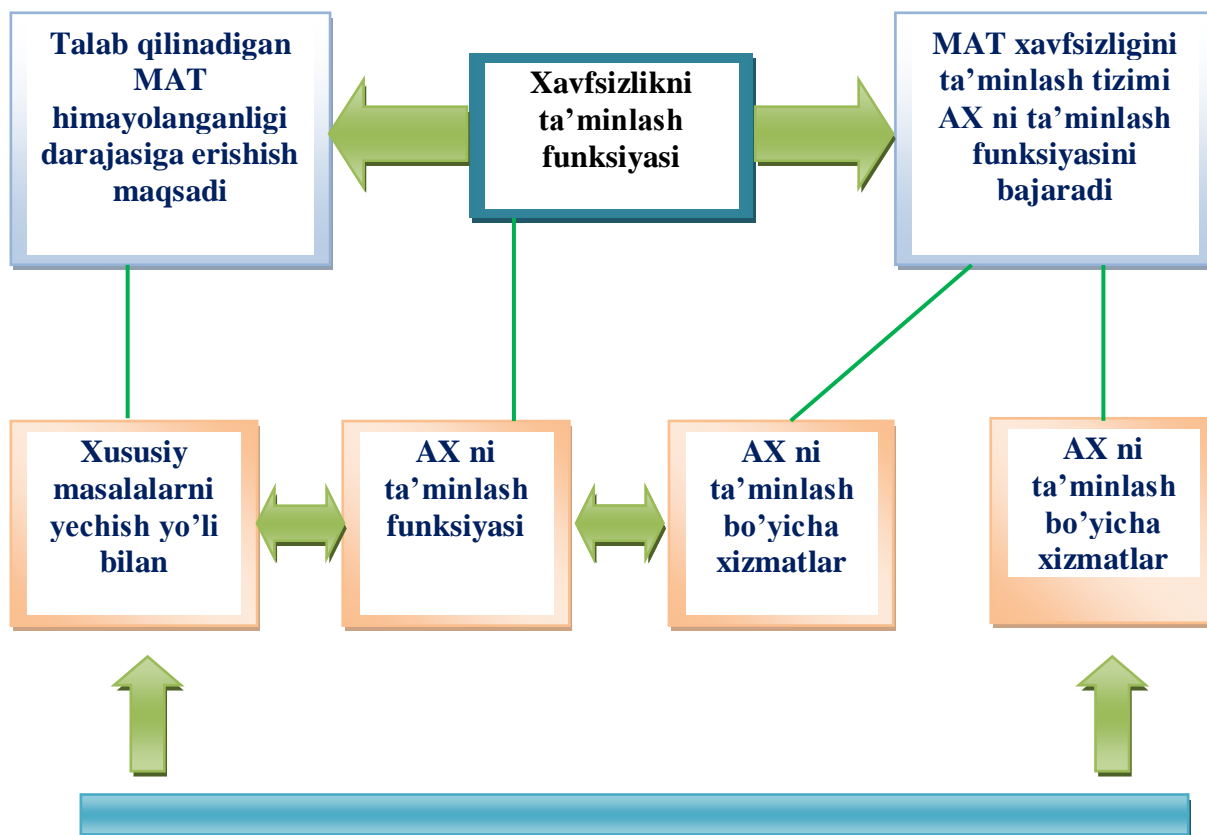 Talab qilinadigan
MAT
himoyolanganligi
darajasiga erishish
maqsadi
Xavfsizlikni
ta’minlash
funksiyasi
MAT xavfsizligini
ta’minlash tizimi
AX ni ta’minlash
funksiyasini
bajaradi
Xususiy
masalalarni
yechish yo’li
bilan
AX ni
ta’minlash
funksiyasi
AX ni
ta’minlash
bo’yicha
xizmatlar
AX ni
ta’minlash
bo’yicha
xizmatlar